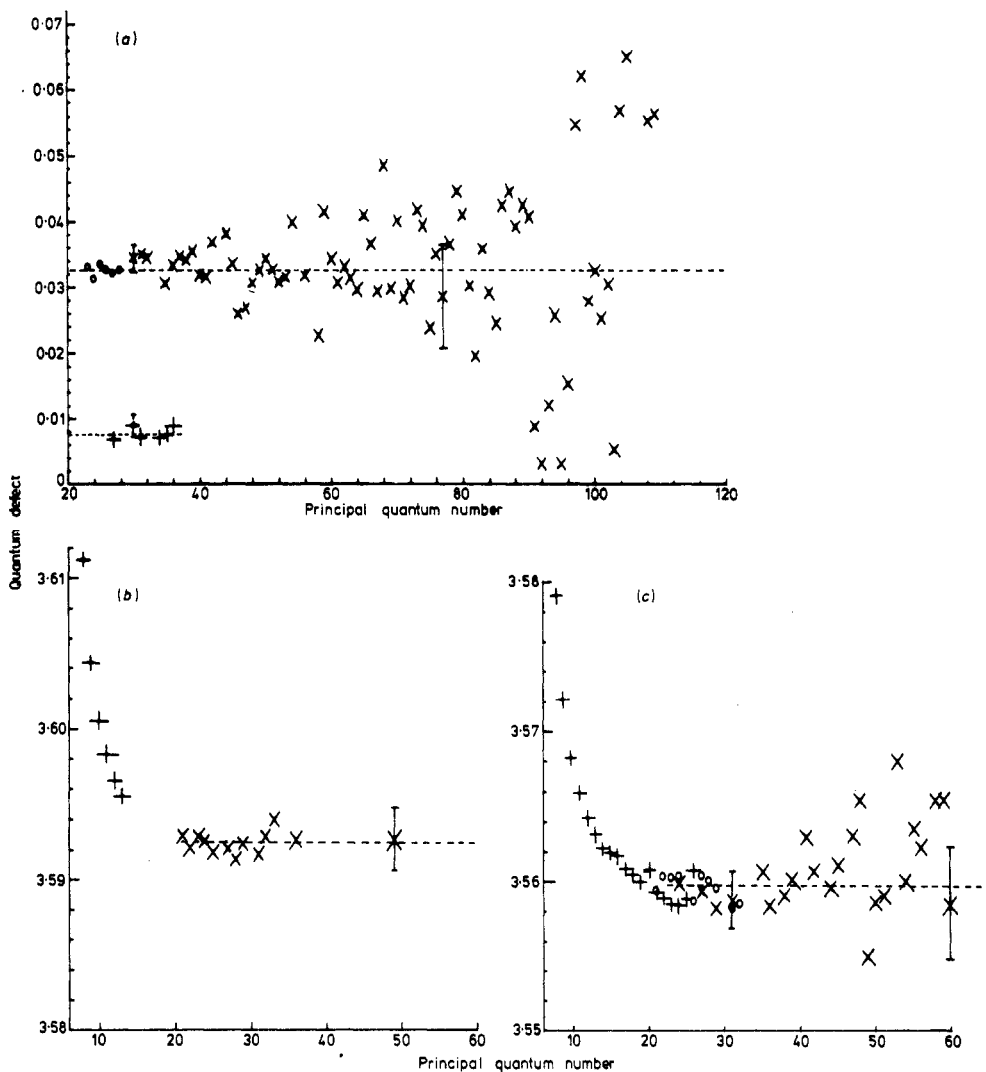 (a)
0·07
0·06
0·05
0·04
0·03
0·02
0·01
0
20 40 60 80 100 120
Principal quantum number
Quantum defect
(b)
3·61
3·60
3·59
3·58
10 20 30 40 50 60
(c)
3·58
3·57
3·56
3·55
10 20 30 40 50 60
Principal quantum number